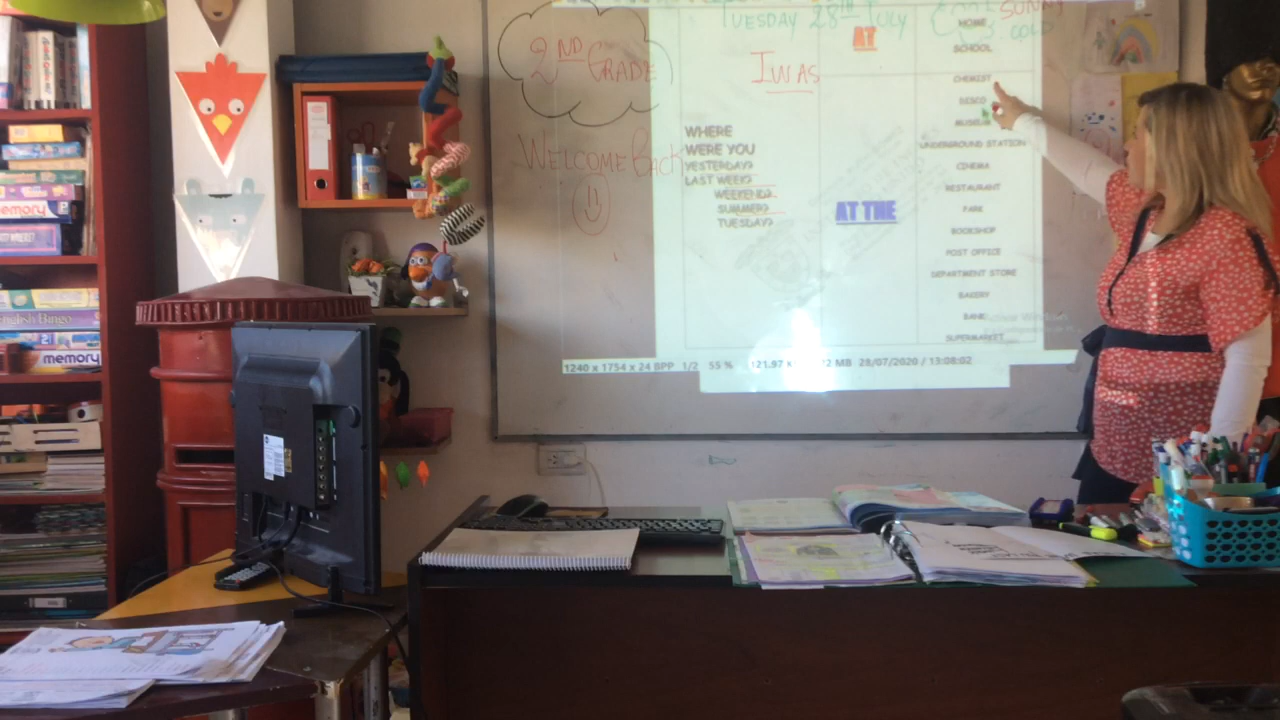 TUESDAY 28TH JULY
SUNNY
COLD
2ND GRADE
WELCOME BACK
I WAS
WHERE
WERE YOU
YESTERDAY?
LAST WEEK?
WEEKEND?
SUMMER?
TUESDAY?
AT
AT THE
HOME
SCHOOL
CHEMIST
DISCO
MUSEUM
UNDERGROUND STATION
CINEMA
RESTAURANT
PARK
BOOKSHOP
POST OFFICE
DEPARTMENT STORE
BAKERY
BANK
SUPERMARKET
1240 x 1754 x 24 BPP 1/2 55 % 121.97 MB 28/07/2020 / 13:08:02
memory
English Bingo
memory